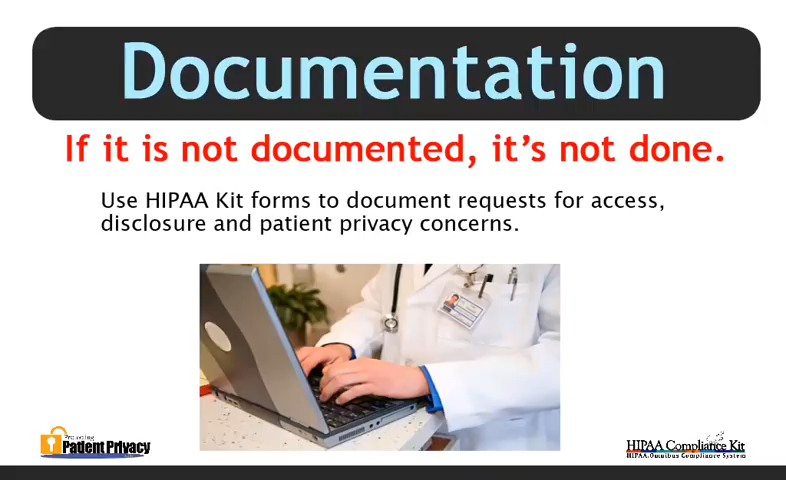 Documentation
If it is not documented, it's not done.
Use HIPAA Kit forms to document requests for access,
disclosure and patient privacy concerns.
Patient Privacy
HIPAA Compliance Kit
HIPAA Omnibus Compliance System